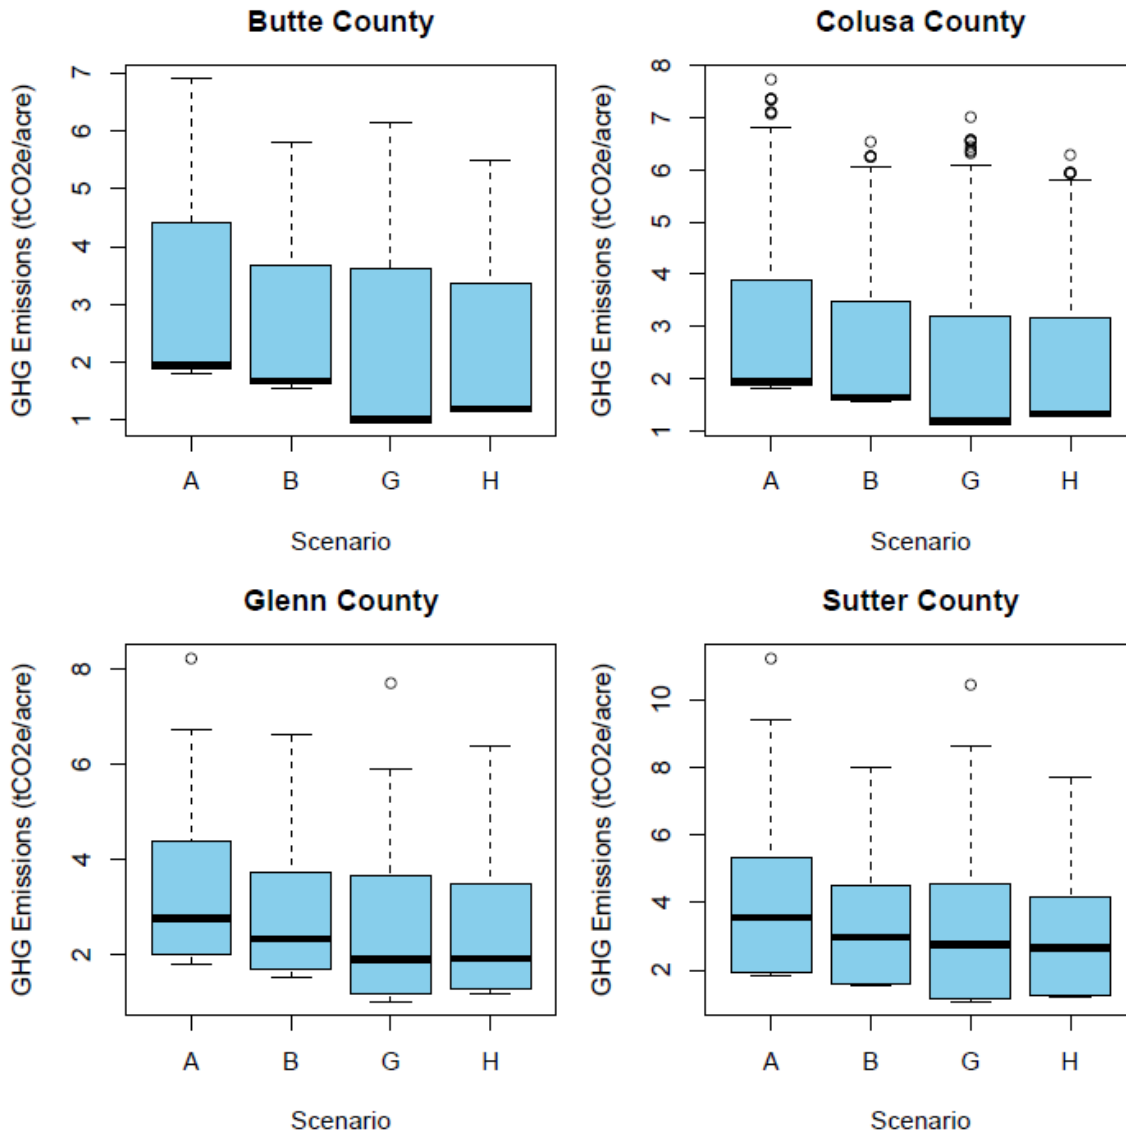 Butte County
GHG Emissions (tCO2e/acre)
7
6
5
4
3
2
1
A B G H
Scenario
Colusa County
GHG Emissions (tCO2e/acre)
8
7
6
5
4
3
2
1
A B G H
Scenario
Glenn County
GHG Emissions (tCO2e/acre)
8
6
4
2
A B G H
Scenario
Sutter County
GHG Emissions (tCO2e/acre)
10
8
6
4
2
A B G H
Scenario